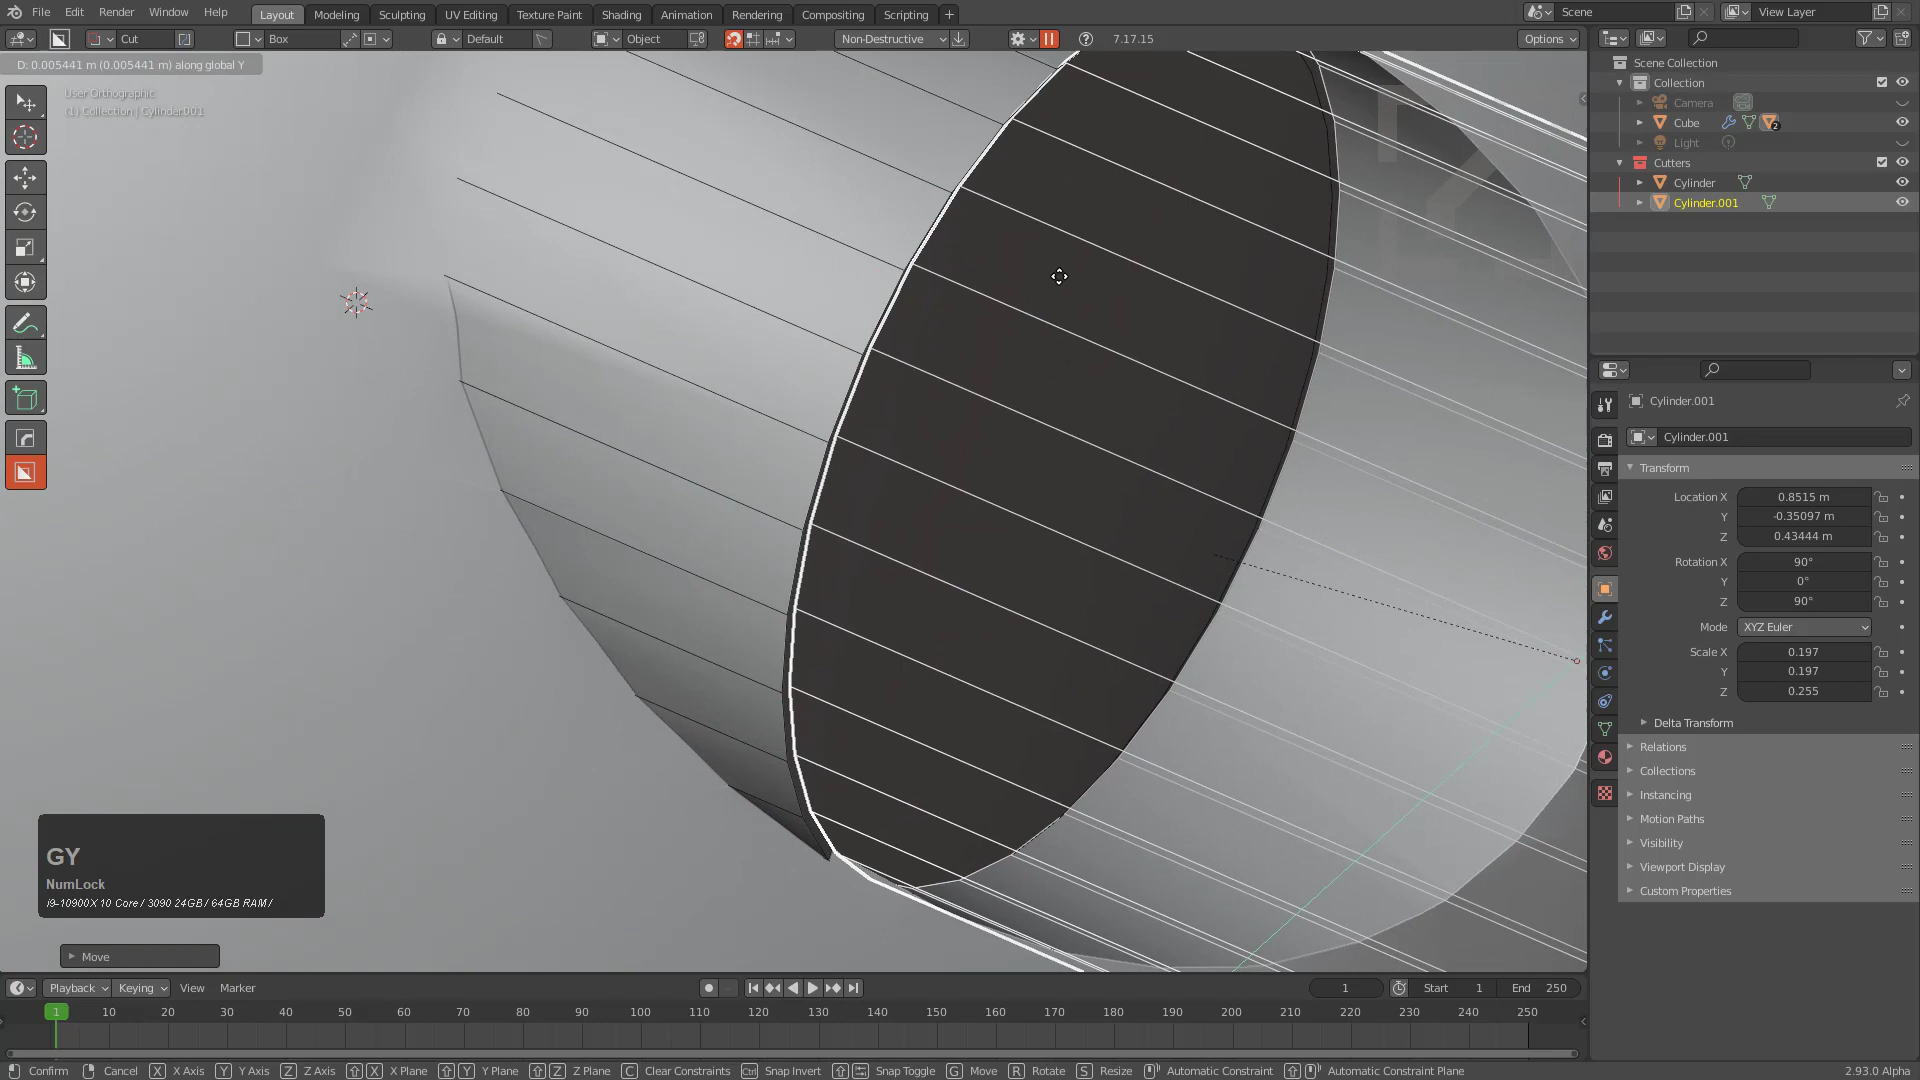 File Edit Render Window Help Layout Modeling Sculpting UV Editing Texture Paint Shading Animation Rendering Compositing Scripting + Scene View Layer
Cut Box Default Object Non-Destructive 7.17.15 Options
D: 0.005441 m (0.005441 m) along global Y
User Orthographic
(1) Collection | Cylinder.001
Scene Collection
Collection
Camera
Cube 2
Light
Cutters
Cylinder
Cylinder.001
Cylinder.001
Cylinder.001
Transform
Location X 0.8515 m
Y -0.35097 m
Z 0.43444 m
Rotation X 90°
Y 0°
Z 90°
Mode XYZ Euler
Scale X 0.197
Y 0.197
Z 0.255
Delta Transform
Relations
Collections
Instancing
Motion Paths
Visibility
Viewport Display
Custom Properties
GY
NumLock
i9-10900X 10 Core / 3090 24GB / 64GB RAM /
Move
Playback Keying View Marker 1 Start 1 End 250
1 10 20 30 40 50 60 70 80 90 100 110 120 130 140 150 160 170 180 190 200 210 220 230 240 250
Confirm Cancel X X Axis Y Y Axis Z Z Axis X X Plane Y Y Plane Z Z Plane C Clear Constraints Ctrl Snap Invert Snap Toggle G Move R Rotate S Resize Automatic Constraint Automatic Constraint Plane 2.93.0 Alpha